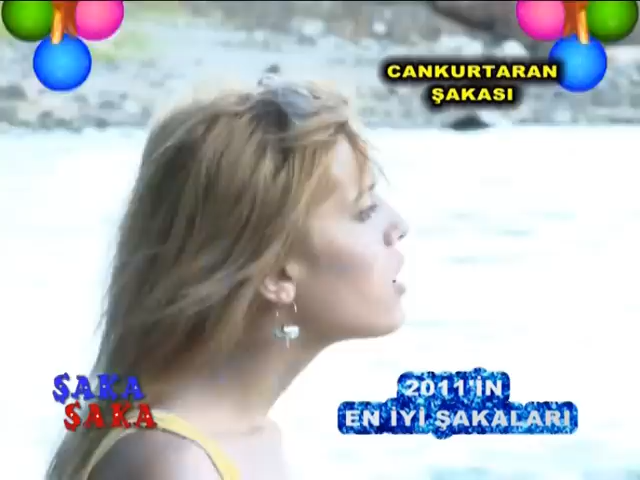 CANKURTARAN
ŞAKASI
ŞAKA
ŞAKA
2011'İN
EN İYİ ŞAKALARI